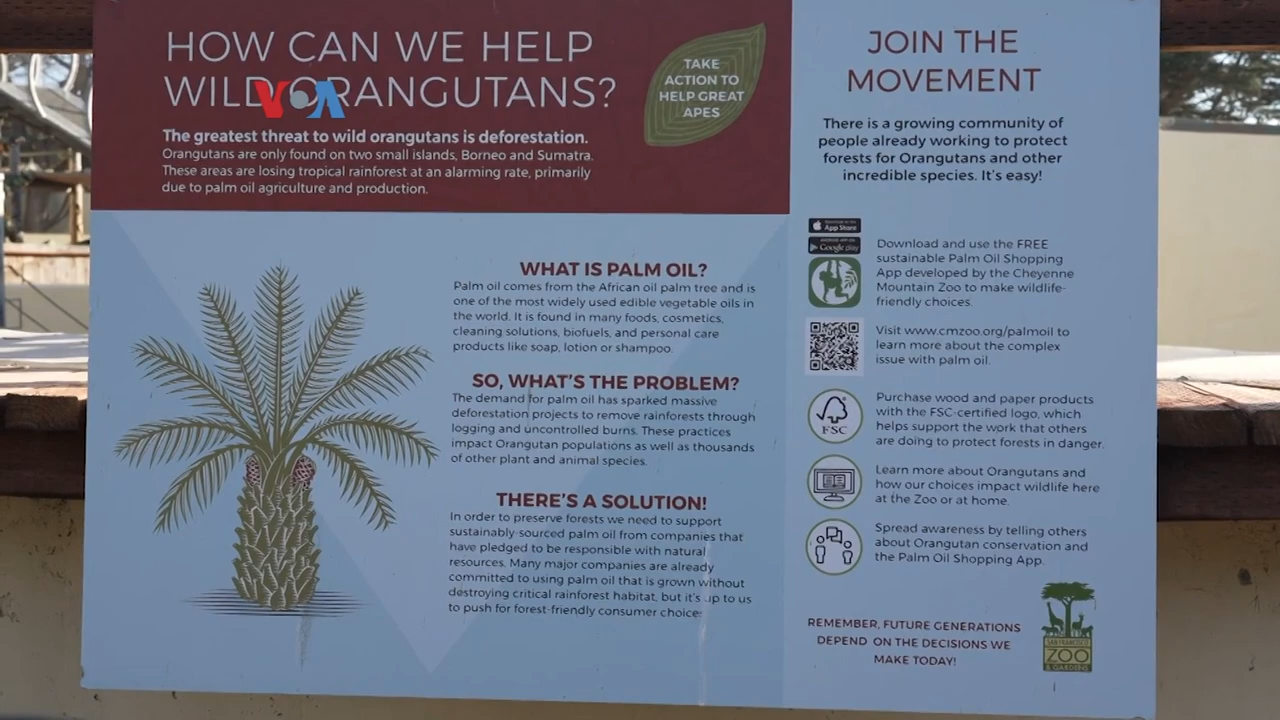 HOW CAN WE HELP
WILD ORANGUTANS?
VOA
The greatest threat to wild orangutans is deforestation.
Orangutans are only found on two small islands, Borneo and Sumatra.
These areas are losing tropical rainforest at an alarming rate, primarily
due to palm oil agriculture and production.
TAKE
ACTION TO
HELP GREAT
APES
WHAT IS PALM OIL?
Palm oil comes from the African oil palm tree and is
one of the most widely used edible vegetable oils in
the world. It is found in many foods, cosmetics,
cleaning solutions, biofuels, and personal care
products like soap, lotion or shampoo.
SO, WHAT'S THE PROBLEM?
The demand for palm oil has sparked massive
deforestation projects to remove rainforests through
logging and uncontrolled burns. These practices
impact Orangutan populations as well as thousands
of other plant and animal species.
THERE'S A SOLUTION!
In order to preserve forests we need to support
sustainably-sourced palm oil from companies that
have pledged to be responsible with natural
resources. Many major companies are already
committed to using palm oil that is grown without
destroying critical rainforest habitat, but it's up to us
to push for forest-friendly consumer choices
JOIN THE
MOVEMENT
There is a growing community of
people already working to protect
forests for Orangutans and other
incredible species. It's easy!
App Store
Google play
Download and use the FREE
sustainable Palm Oil Shopping
App developed by the Cheyenne
Mountain Zoo to make wildlife-
friendly choices.
Visit www.cmzoo.org/palmoil to
learn more about the complex
issue with palm oil.
FSC
Purchase wood and paper products
with the FSC-certified logo, which
helps support the work that others
are doing to protect forests in danger.
Learn more about Orangutans and
how our choices impact wildlife here
at the Zoo or at home.
Spread awareness by telling others
about Orangutan conservation and
the Palm Oil Shopping App.
REMEMBER, FUTURE GENERATIONS
DEPEND ON THE DECISIONS WE
MAKE TODAY!
SAN FRANCISCO
ZOO
& GARDENS